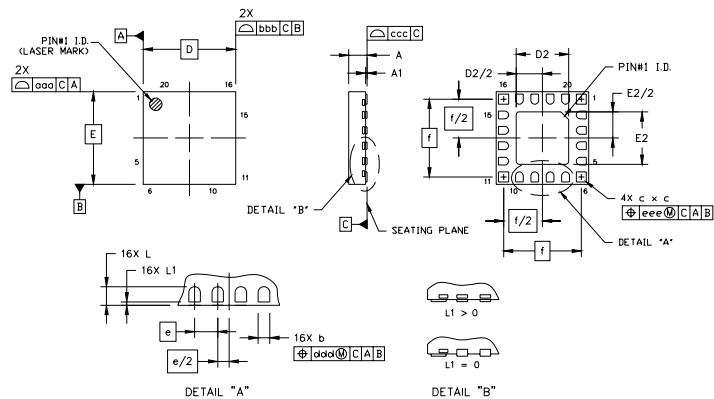 2X
⌓ bbb C B
A
D
PIN#1 I.D.
(LASER MARK)
2X
⌓ aaa C A
20
16
1
15
E
5
11
6
10
B
⌓ ccc C
A
A1
DETAIL "B"
C
SEATING PLANE
D2
D2/2
PIN#1 I.D.
16
20
1
E2/2
15
f/2
f
E2
5
11
10
6
4X c x c
⌖ eee Ⓜ C A B
f/2
DETAIL "A"
f
16X L
16X L1
e
e/2
16X b
⌖ ddd Ⓜ C A B
DETAIL "A"
L1 > 0
L1 = 0
DETAIL "B"